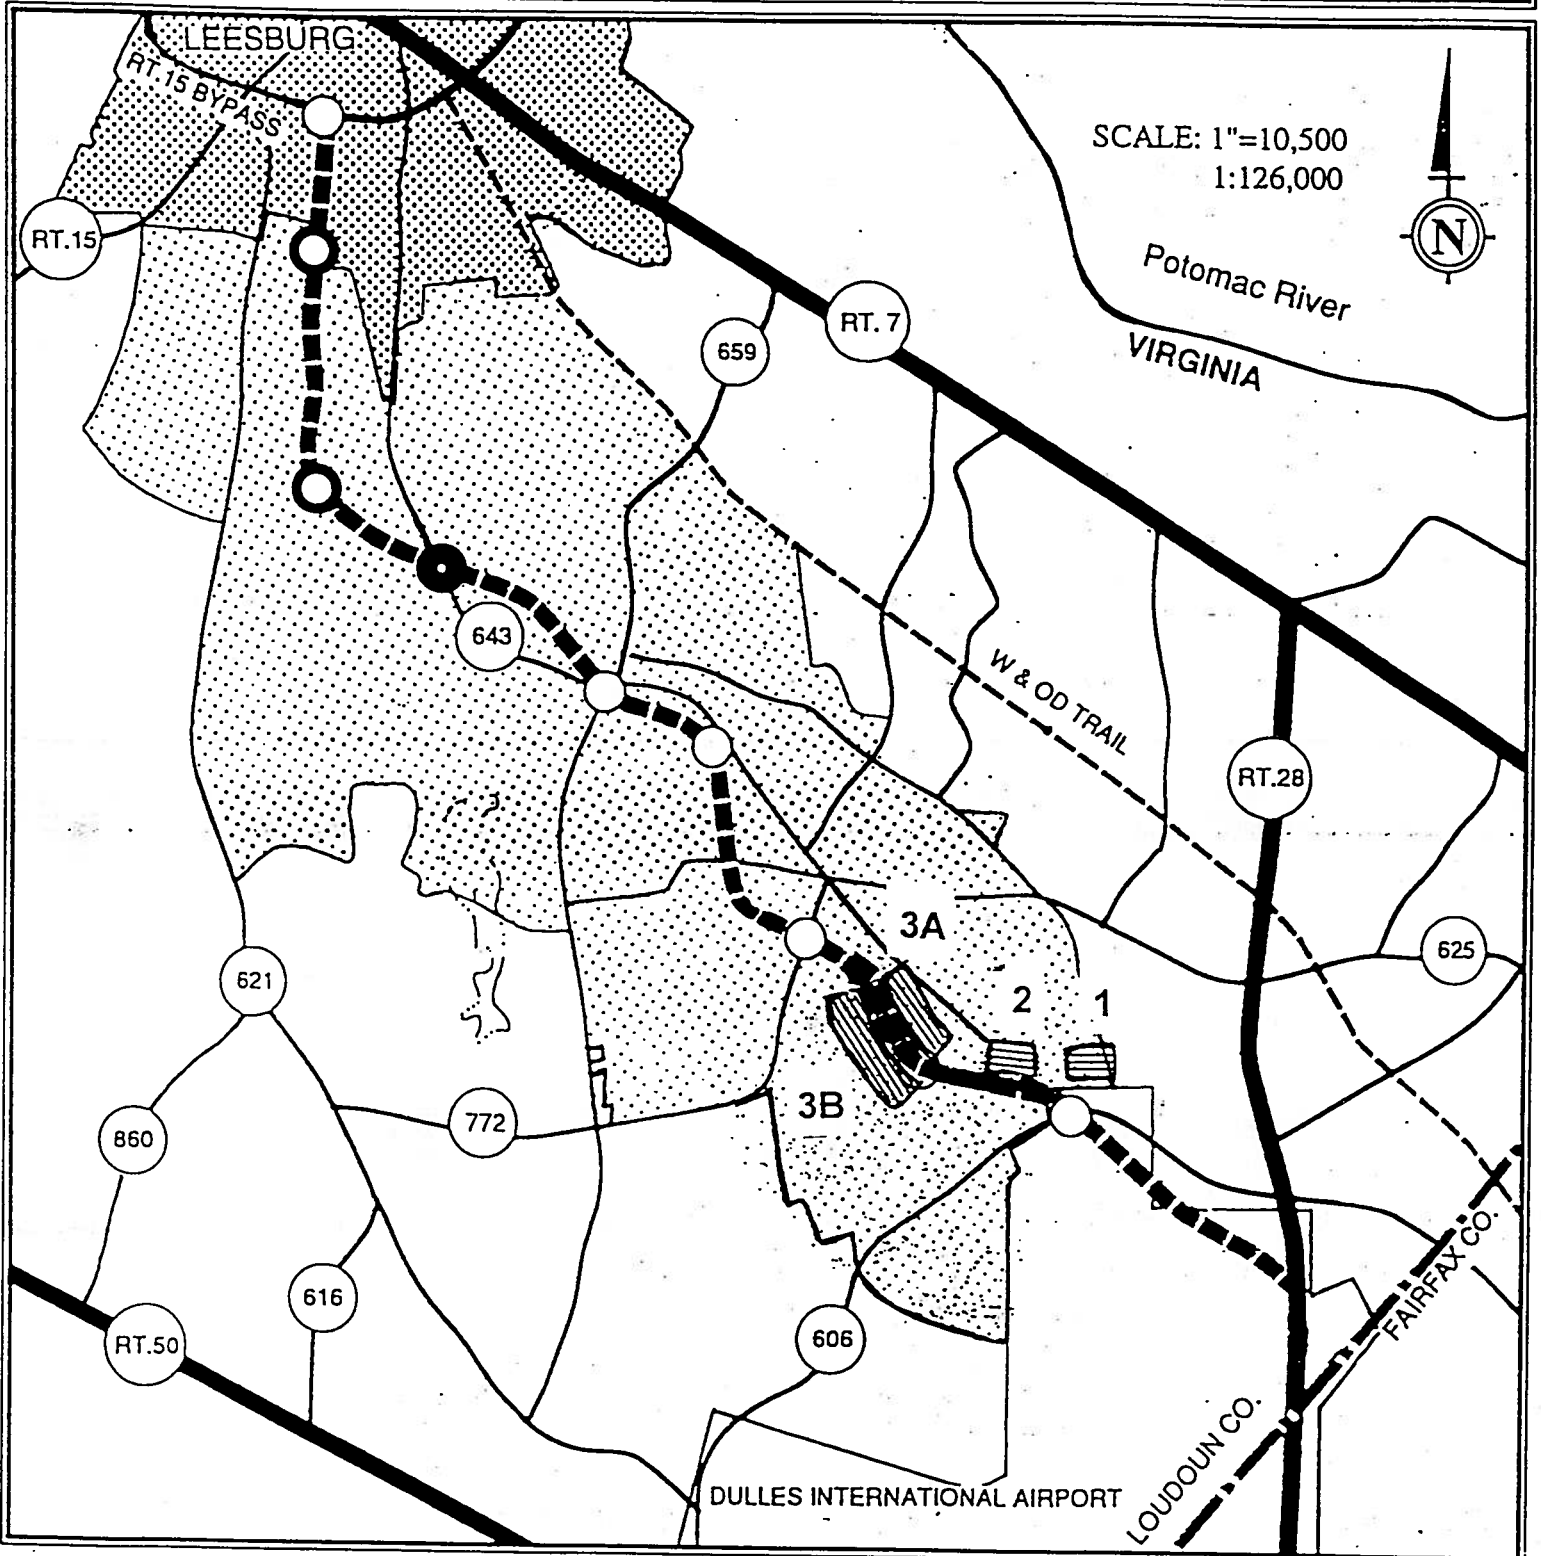 LEESBURG
RT.15 BYPASS
SCALE: 1"=10,500
1:126,000
N
RT.15
Potomac River
VIRGINIA
RT. 7
659
643
W & OD TRAIL
RT.28
3A
625
621
2
1
3B
772
860
616
RT.50
606
FAIRFAX CO.
LOUDOUN CO.
DULLES INTERNATIONAL AIRPORT